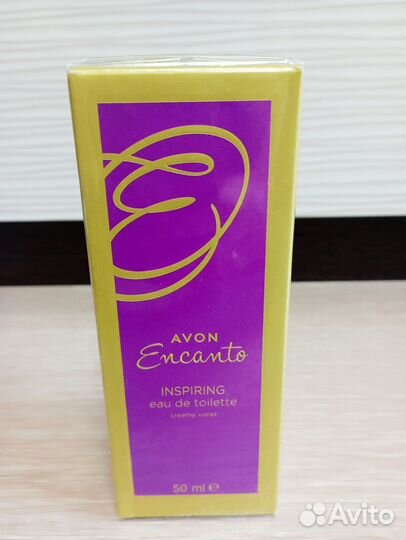 AVON
Encanto
INSPIRING
eau de toilette
creamy violet
50 ml ℮
Avito